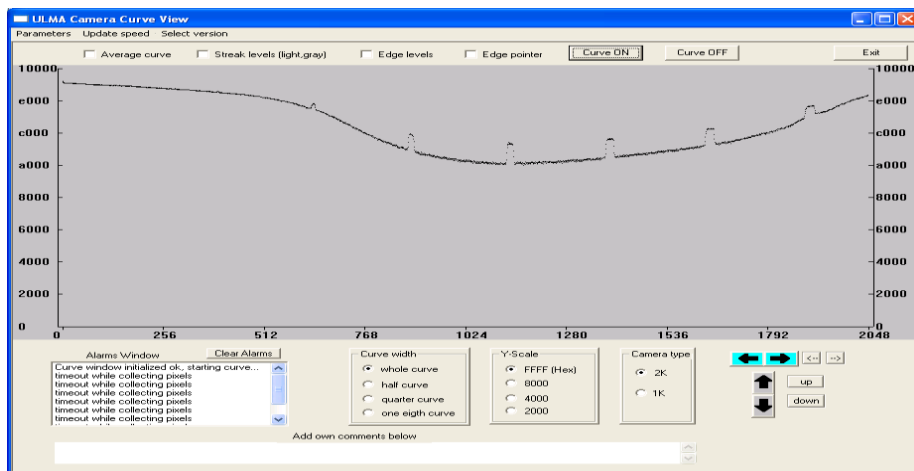 ULMA Camera Curve View
Parameters Update speed Select version
Average curve Streak levels (light,gray) Edge levels Edge pointer Curve ON Curve OFF Exit
10000 10000
e000 e000
c000 c000
a000 a000
8000 8000
6000 6000
4000 4000
2000 2000
0 0
0 256 512 768 1024 1280 1536 1792 2048
Alarms Window Clear Alarms
Curve window initialized ok, starting curve...
timeout while collecting pixels
timeout while collecting pixels
timeout while collecting pixels
timeout while collecting pixels
timeout while collecting pixels
timeout while collecting pixels
Curve width
whole curve
half curve
quarter curve
one eigth curve
Y-Scale
FFFF (Hex)
8000
4000
2000
Camera type
2K
1K
<-- -->
up
down
Add own comments below